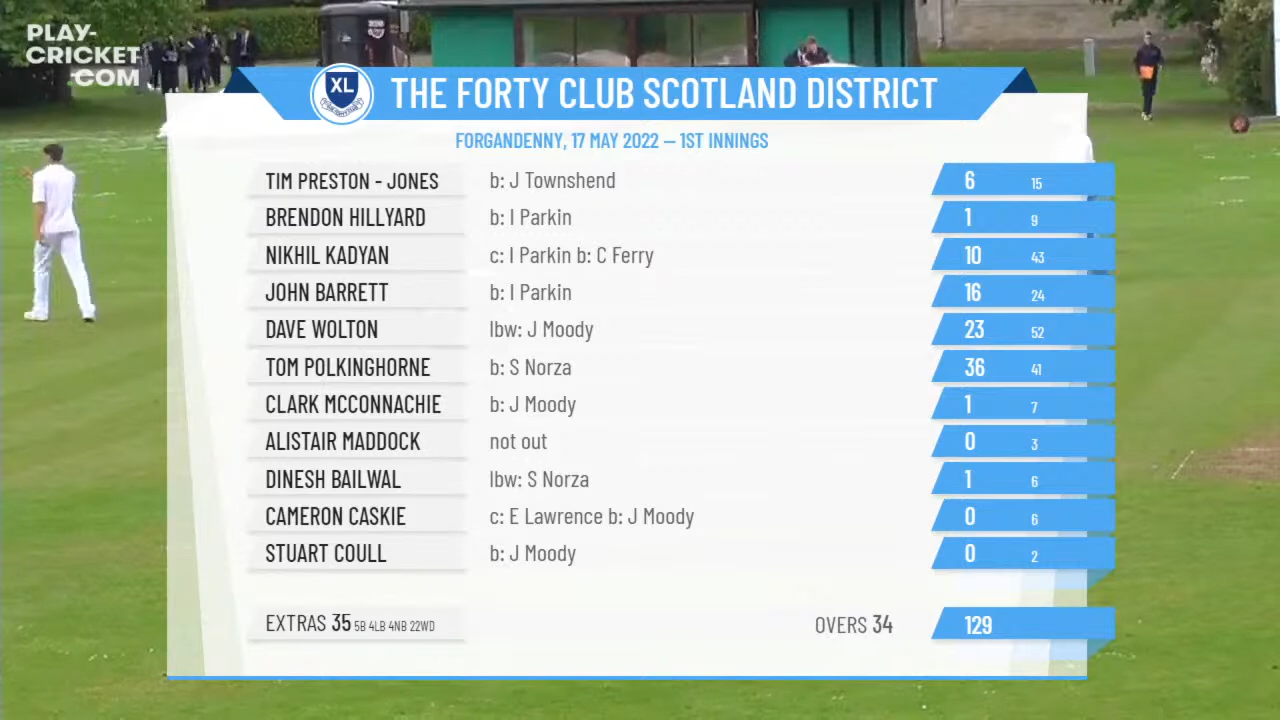 PLAY-
CRICKET
.COM
XL
THE FORTY CLUB SCOTLAND DISTRICT
FORGANDENNY, 17 MAY 2022 – 1ST INNINGS
TIM PRESTON - JONES b: J Townshend 6 15
BRENDON HILLYARD b: I Parkin 1 9
NIKHIL KADYAN c: I Parkin b: C Ferry 10 43
JOHN BARRETT b: I Parkin 16 24
DAVE WOLTON lbw: J Moody 23 52
TOM POLKINGHORNE b: S Norza 36 41
CLARK MCCONNACHIE b: J Moody 1 7
ALISTAIR MADDOCK not out 0 3
DINESH BAILWAL lbw: S Norza 1 6
CAMERON CASKIE c: E Lawrence b: J Moody 0 6
STUART COULL b: J Moody 0 2
EXTRAS 35 5B 4LB 4NB 22WD OVERS 34 129